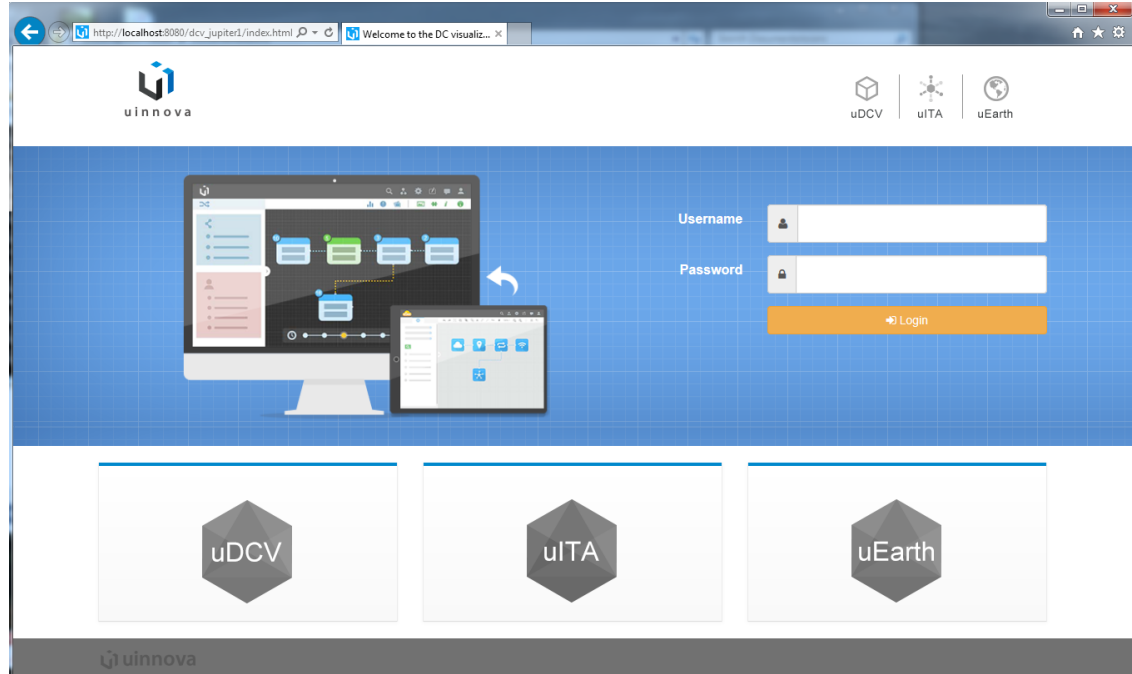 http://localhost:8080/dcv_jupiter1/index.html
Welcome to the DC visualiz...
uinnova
uDCV
uITA
uEarth
Username
Password
Login
uDCV
uITA
uEarth
uinnova